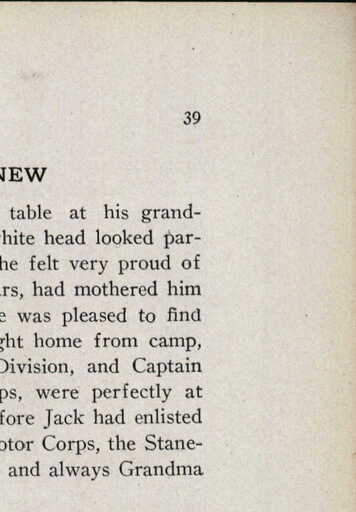 39
NEW
table at his grand-
white head looked par-
he felt very proud of
ars, had mothered him
e was pleased to find
ght home from camp,
Division, and Captain
ps, were perfectly at
fore Jack had enlisted
otor Corps, the Stane-
and always Grandma